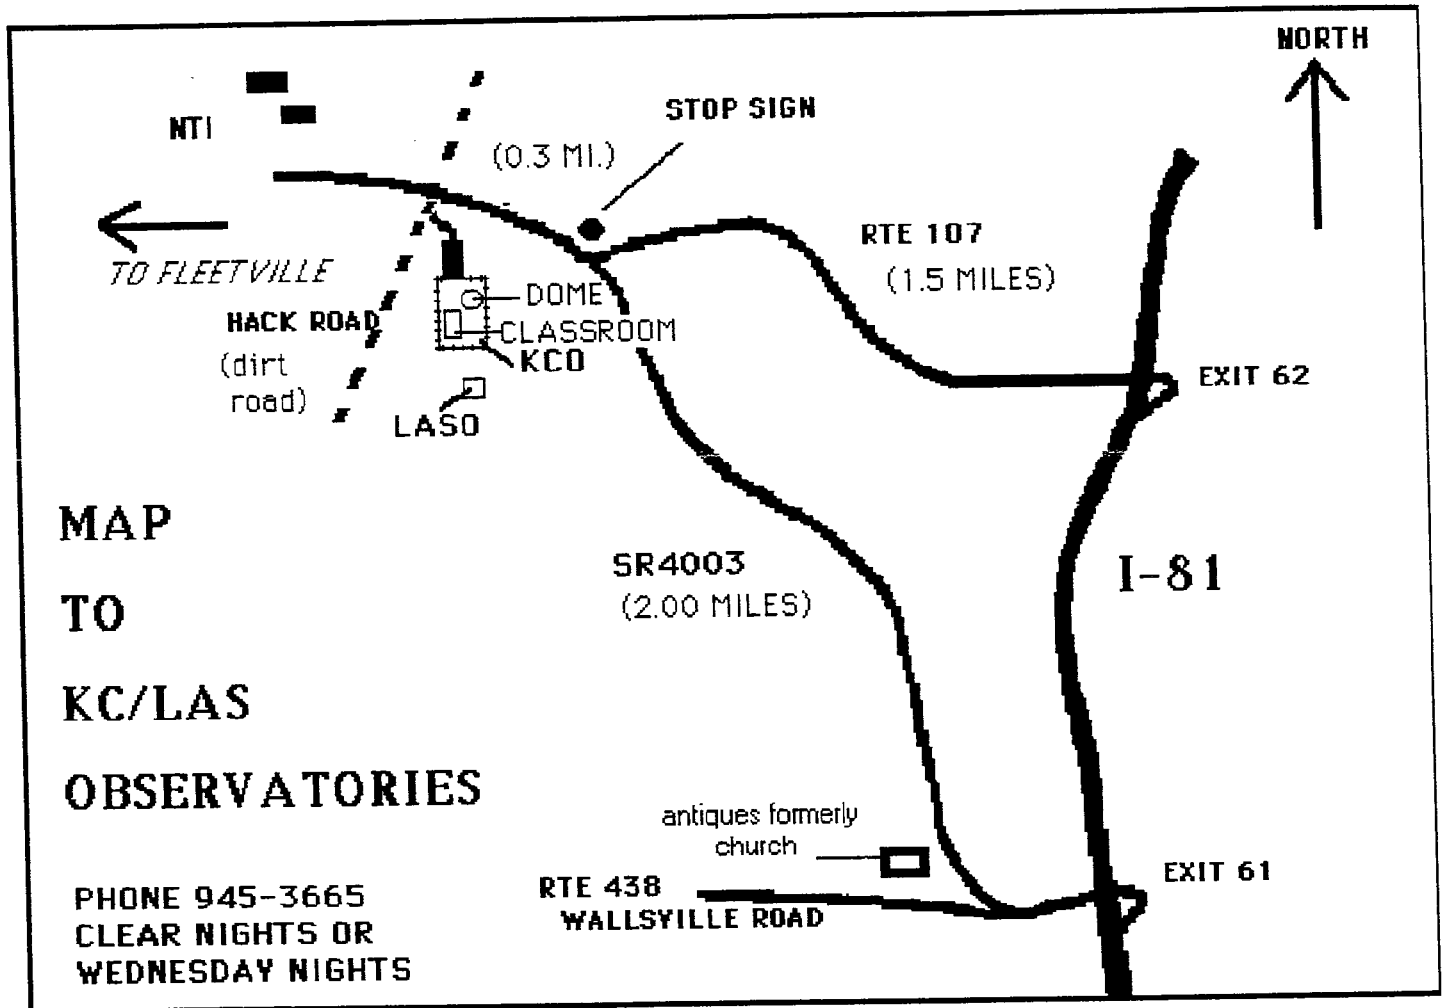 NORTH
STOP SIGN
NTI
(0.3 MI.)
RTE 107
(1.5 MILES)
TO FLEETVILLE
DOME
HACK ROAD
CLASSROOM
(dirt
road)
KCO
EXIT 62
LASO
MAP
TO
KC/LAS
OBSERVATORIES
SR4003
(2.00 MILES)
I-81
antiques formerly
church
EXIT 61
RTE 438
WALLSVILLE ROAD
PHONE 945-3665
CLEAR NIGHTS OR
WEDNESDAY NIGHTS